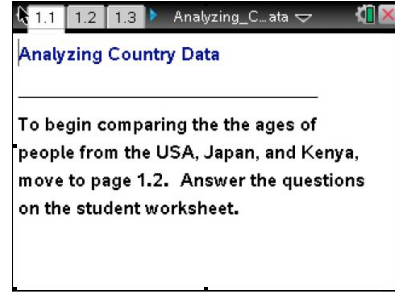 1.1 1.2 1.3 Analyzing_C...ata
Analyzing Country Data
To begin comparing the the ages of
people from the USA, Japan, and Kenya,
move to page 1.2. Answer the questions
on the student worksheet.